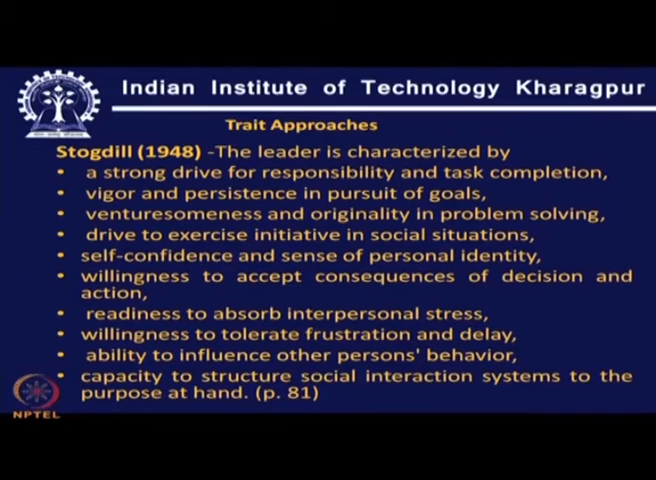 Indian Institute of Technology Kharagpur
Trait Approaches
Stogdill (1948) -The leader is characterized by
• a strong drive for responsibility and task completion,
• vigor and persistence in pursuit of goals,
• venturesomeness and originality in problem solving,
• drive to exercise initiative in social situations,
• self-confidence and sense of personal identity,
• willingness to accept consequences of decision and
action,
• readiness to absorb interpersonal stress,
• willingness to tolerate frustration and delay,
• ability to influence other persons' behavior,
• capacity to structure social interaction systems to the
purpose at hand. (p. 81)
NPTEL